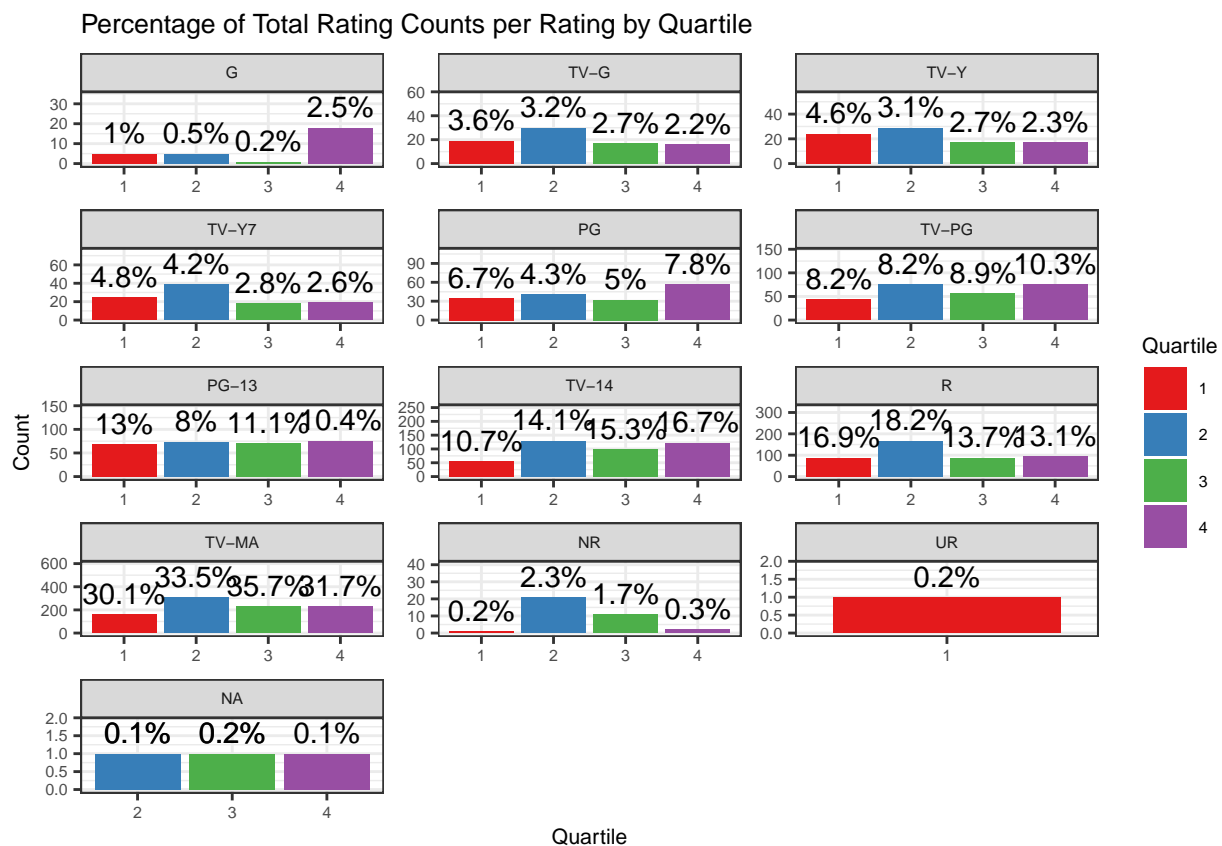 Percentage of Total Rating Counts per Rating by Quartile
G
30
20
10
0
1% 0.5% 0.2% 2.5%
1 2 3 4
TV−G
60
40
20
0
3.6% 3.2% 2.7% 2.2%
1 2 3 4
TV−Y
40
20
0
4.6% 3.1% 2.7% 2.3%
1 2 3 4
TV−Y7
60
40
20
0
4.8% 4.2% 2.8% 2.6%
1 2 3 4
PG
90
60
30
0
6.7% 4.3% 5% 7.8%
1 2 3 4
TV−PG
150
100
50
0
8.2% 8.2% 8.9% 10.3%
1 2 3 4
PG−13
150
100
50
0
13% 8% 11.1% 10.4%
1 2 3 4
TV−14
250
200
150
100
50
0
10.7% 14.1% 15.3% 16.7%
1 2 3 4
R
300
200
100
0
16.9% 18.2% 13.7% 13.1%
1 2 3 4
TV−MA
600
400
200
0
30.1% 33.5% 35.7% 31.7%
1 2 3 4
NR
40
30
20
10
0
0.2% 2.3% 1.7% 0.3%
1 2 3 4
UR
2.0
1.5
1.0
0.5
0.0
0.2%
1
NA
2.0
1.5
1.0
0.5
0.0
0.1% 0.2% 0.1%
2 3 4
Count
Quartile
Quartile
1
2
3
4